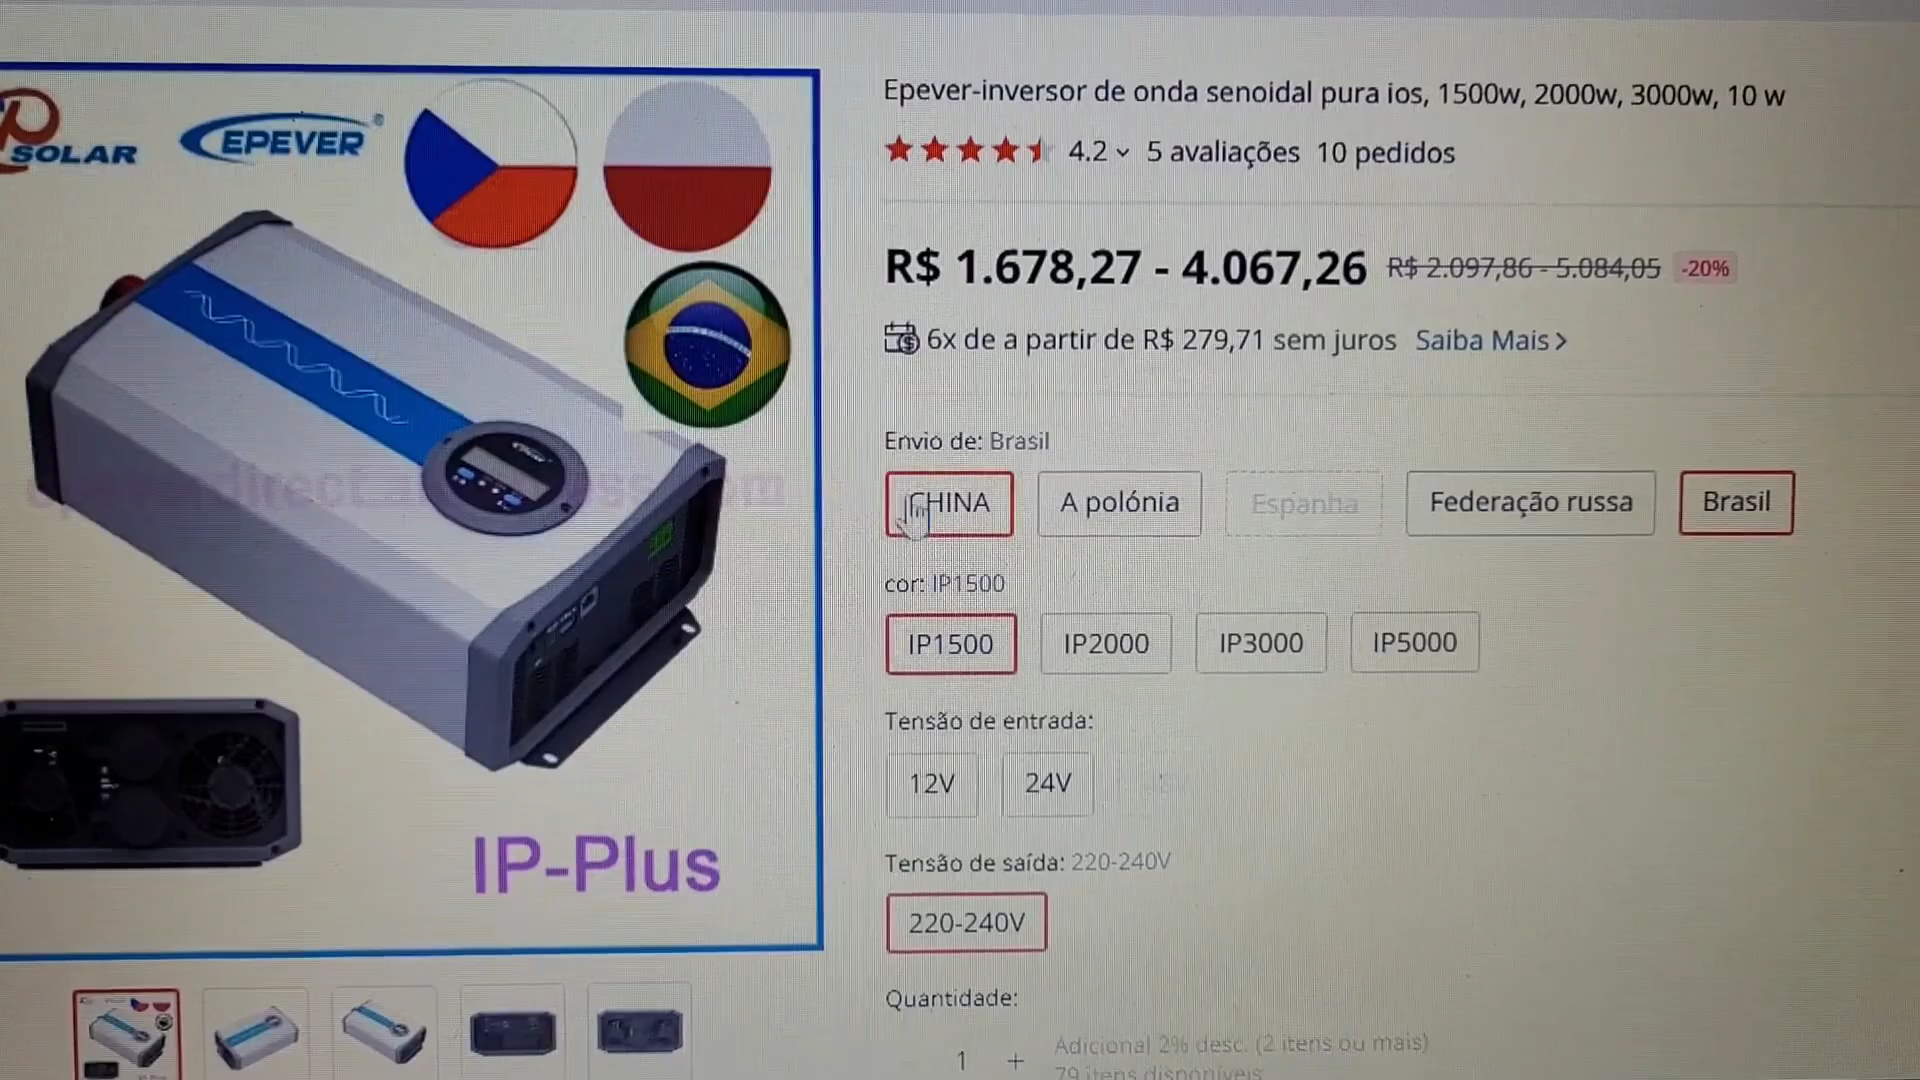 SOLAR
EPEVER
Epever-inversor de onda senoidal pura ios, 1500w, 2000w, 3000w, 10 w
4.2 5 avaliações 10 pedidos
R$ 1.678,27 - 4.067,26 R$ 2.097,86 - 5.084,05 -20%
6x de a partir de R$ 279,71 sem juros Saiba Mais
Envio de: Brasil
CHINA A polónia Espanha Federação russa Brasil
cor: IP1500
IP1500 IP2000 IP3000 IP5000
Tensão de entrada:
12V 24V
Tensão de saída: 220-240V
220-240V
IP-Plus
Quantidade:
1 +
Adicional 2% desc. (2 itens ou mais)
79 itens disponíveis